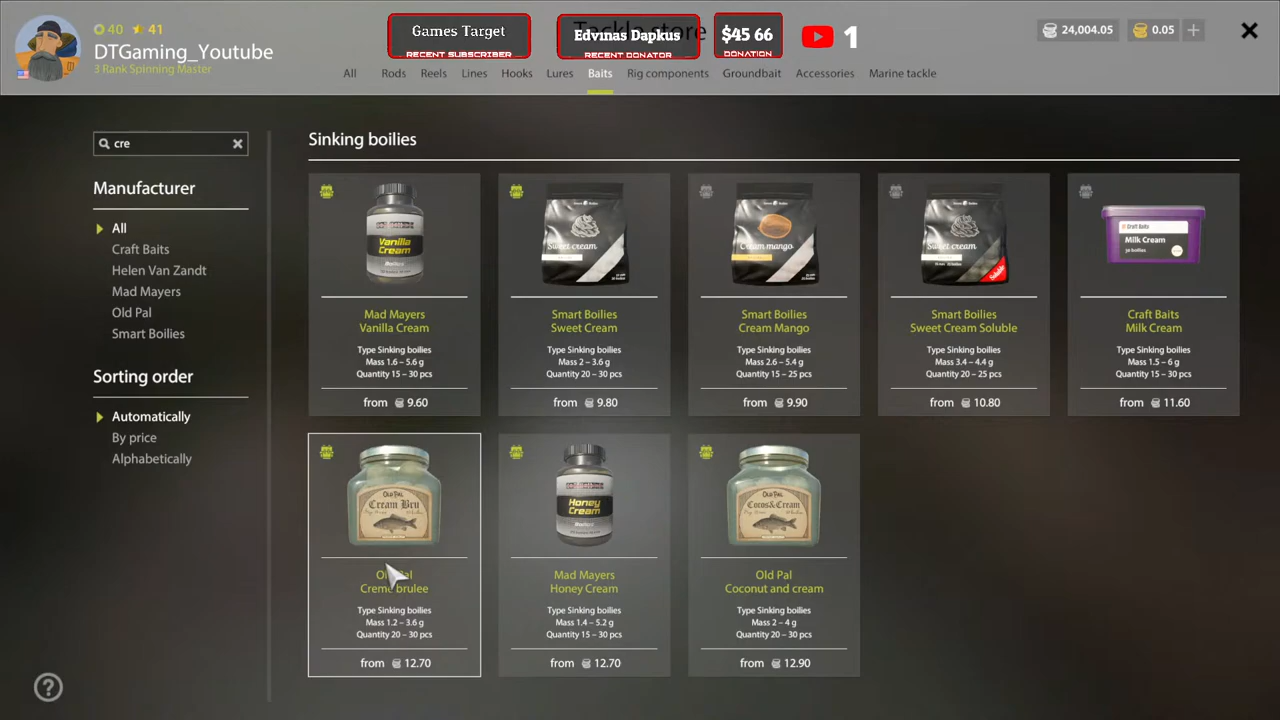 40 41
DTGaming_Youtube
3 Rank Spinning Master
Games Target
RECENT SUBSCRIBER
Tackle store
Edvinas Dapkus
RECENT DONATOR
$45 66
DONATION
1
24,004.05
0.05
All Rods Reels Lines Hooks Lures Baits Rig components Groundbait Accessories Marine tackle
cre
Manufacturer
All
Craft Baits
Helen Van Zandt
Mad Mayers
Old Pal
Smart Boilies
Sorting order
Automatically
By price
Alphabetically
Sinking boilies
Vanilla
Cream
Mad Mayers
Vanilla Cream
Type Sinking boilies
Mass 1.6 – 5.6 g
Quantity 15 – 30 pcs
from 9.60
Sweet cream
Smart Boilies
Sweet Cream
Type Sinking boilies
Mass 2 – 3.6 g
Quantity 20 – 30 pcs
from 9.80
Cream mango
Smart Boilies
Cream Mango
Type Sinking boilies
Mass 2.6 – 5.4 g
Quantity 15 – 25 pcs
from 9.90
Sweet cream
Soluble
Smart Boilies
Sweet Cream Soluble
Type Sinking boilies
Mass 3.4 – 4.4 g
Quantity 20 – 25 pcs
from 10.80
Craft Baits
Milk Cream
Craft Baits
Milk Cream
Type Sinking boilies
Mass 1.5 – 6 g
Quantity 15 – 30 pcs
from 11.60
OLD PAL
Cream Bru
Old Pal
Creme brulee
Type Sinking boilies
Mass 1.2 – 3.6 g
Quantity 20 – 30 pcs
from 12.70
Honey
Cream
Mad Mayers
Honey Cream
Type Sinking boilies
Mass 1.4 – 5.2 g
Quantity 15 – 30 pcs
from 12.70
OLD PAL
Cocos&Cream
Old Pal
Coconut and cream
Type Sinking boilies
Mass 2 – 4 g
Quantity 20 – 30 pcs
from 12.90
?